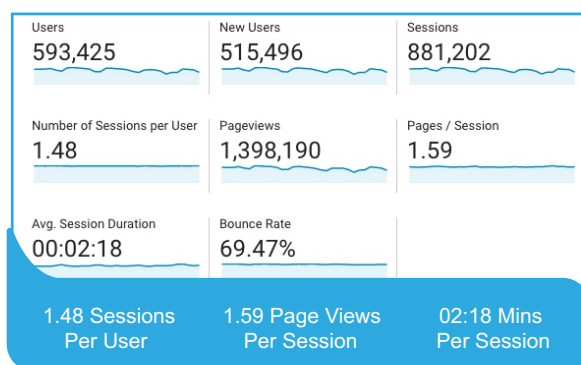 Users
593,425
New Users
515,496
Sessions
881,202
Number of Sessions per User
1.48
Pageviews
1,398,190
Pages / Session
1.59
Avg. Session Duration
00:02:18
Bounce Rate
69.47%
1.48 Sessions
Per User
1.59 Page Views
Per Session
02:18 Mins
Per Session